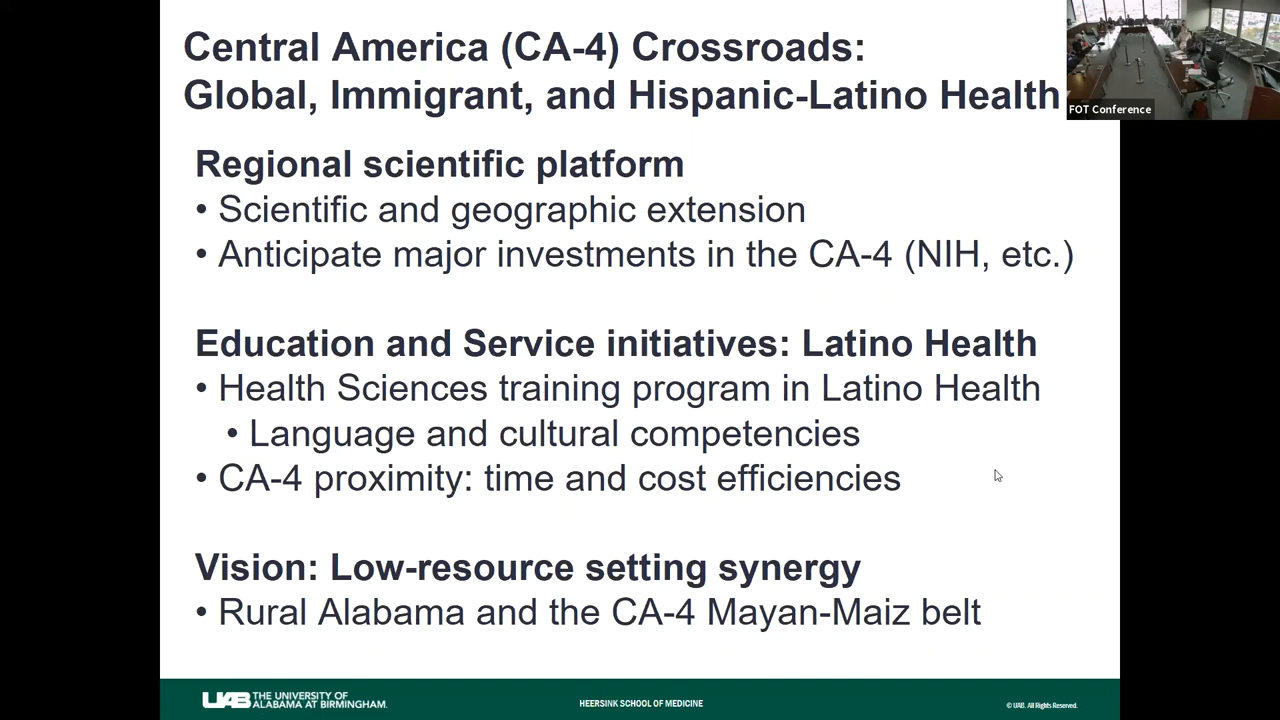 Central America (CA-4) Crossroads:
Global, Immigrant, and Hispanic-Latino Health
FOT Conference
Regional scientific platform
• Scientific and geographic extension
• Anticipate major investments in the CA-4 (NIH, etc.)
Education and Service initiatives: Latino Health
• Health Sciences training program in Latino Health
• Language and cultural competencies
• CA-4 proximity: time and cost efficiencies
Vision: Low-resource setting synergy
• Rural Alabama and the CA-4 Mayan-Maiz belt
UAB THE UNIVERSITY OF
ALABAMA AT BIRMINGHAM.
HEERSINK SCHOOL OF MEDICINE
© UAB. All Rights Reserved.